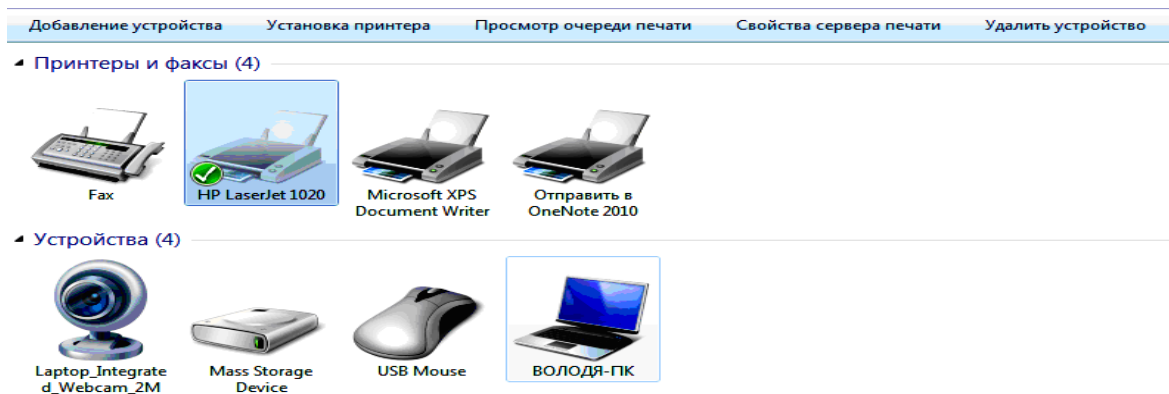 Добавление устройства Установка принтера Просмотр очереди печати Свойства сервера печати Удалить устройство
Принтеры и факсы (4)
Fax
HP LaserJet 1020
Microsoft XPS
Document Writer
Отправить в
OneNote 2010
Устройства (4)
Laptop_Integrate
d_Webcam_2M
Mass Storage
Device
USB Mouse
ВОЛОДЯ-ПК